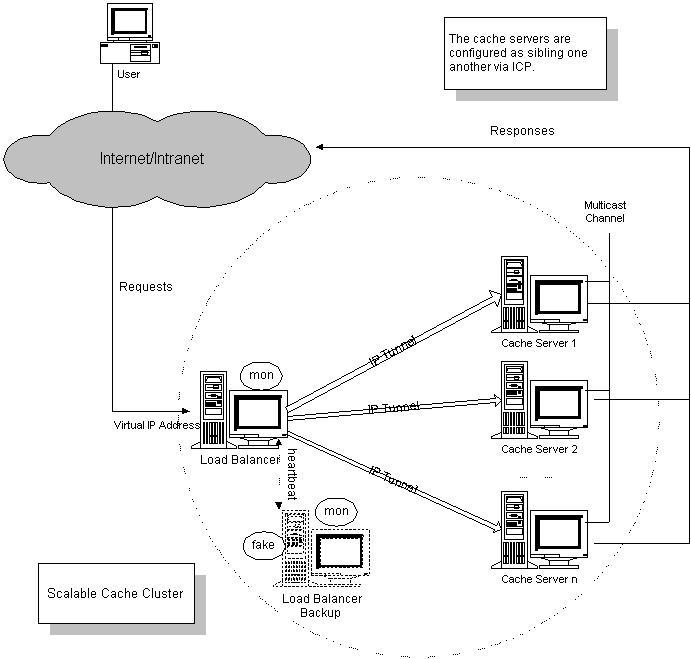 The cache servers are
configured as sibling one
another via ICP.
User
Responses
Internet/Intranet
Multicast
Channel
Requests
IP Tunnel
Cache Server 1
mon
IP Tunnel
Virtual IP Address
Load Balancer
Cache Server 2
heartbeat
IP Tunnel
... ...
mon
fake
Cache Server n
Load Balancer
Backup
Scalable Cache Cluster